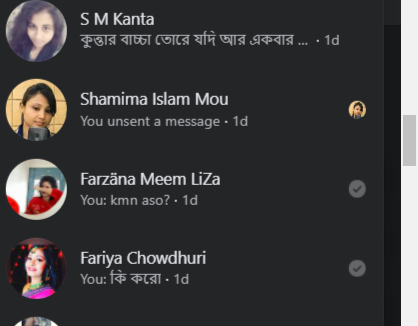 S M Kanta
কুত্তার বাচ্চা তোরে যদি আর একবার ... · 1d
Shamima Islam Mou
You unsent a message · 1d
Farzäna Meem LiZa
You: kmn aso? · 1d
Fariya Chowdhuri
You: কি করো · 1d